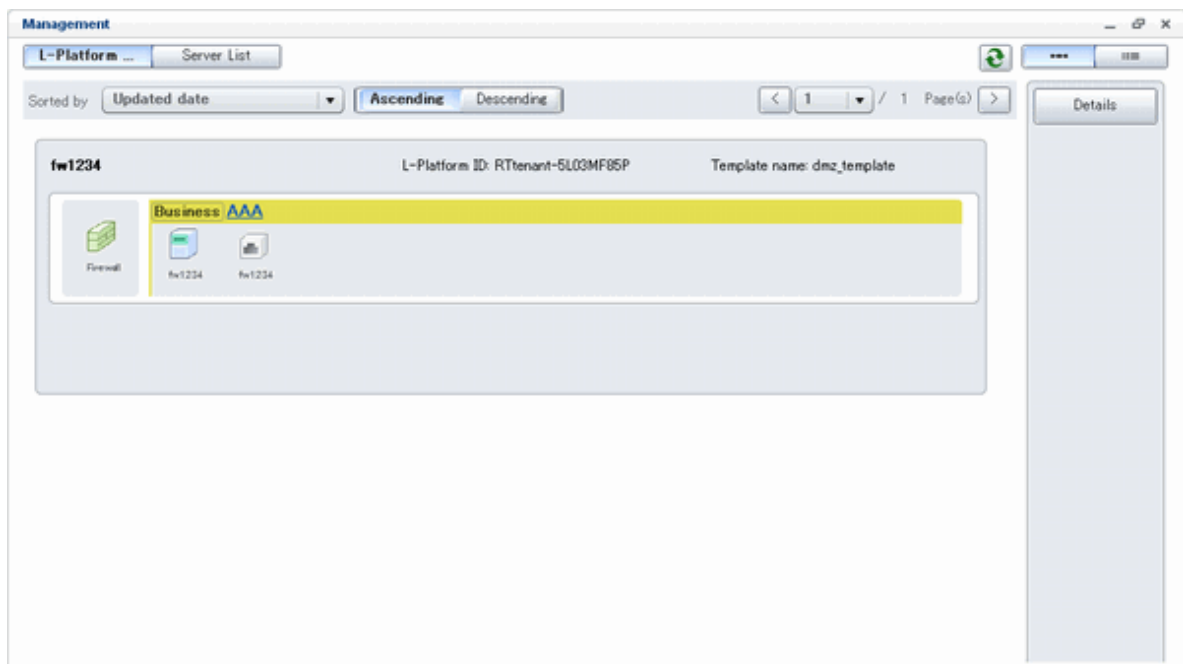 Management
L-Platform ... Server List
Sorted by Updated date Ascending Descending < 1 / 1 Page(s) >
Details
fw1234 L-Platform ID: RTtenant-5L03MF85P Template name: dmz_template
Business AAA
Firewall fw1234 fw1234